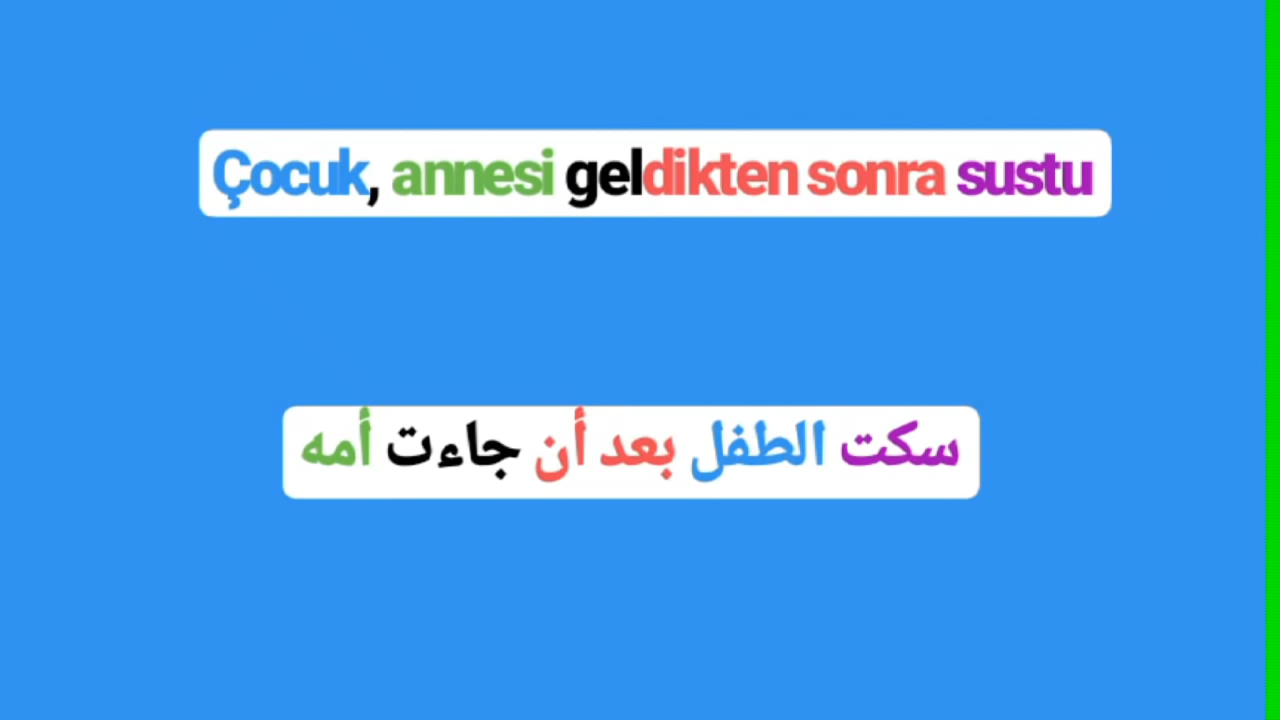 Çocuk, annesi geldikten sonra sustu
سكت الطفل بعد أن جاءت أمه